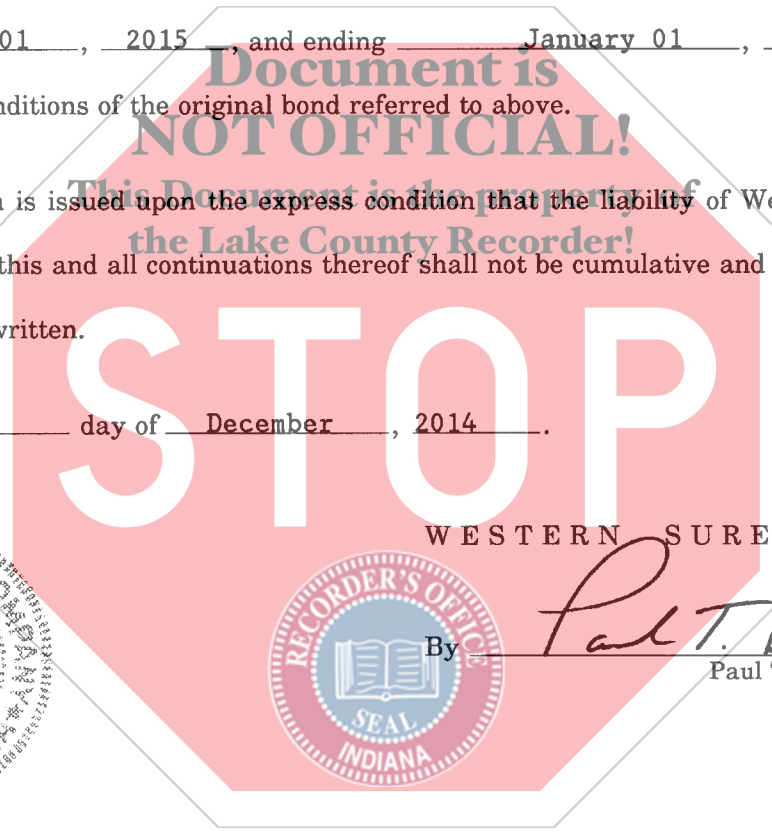 01 , 2015 , and ending January 01 ,
Document is
nditions of the original bond referred to above.
NOT OFFICIAL!
This Document is the property of
is issued upon the express condition that the liability of We
the Lake County Recorder!
this and all continuations thereof shall not be cumulative and
written.
STOP
day of December , 2014 .
WESTERN SURE
RECORDER'S OFFICE
SEAL
INDIANA
MPANY
By Paul T.
Paul